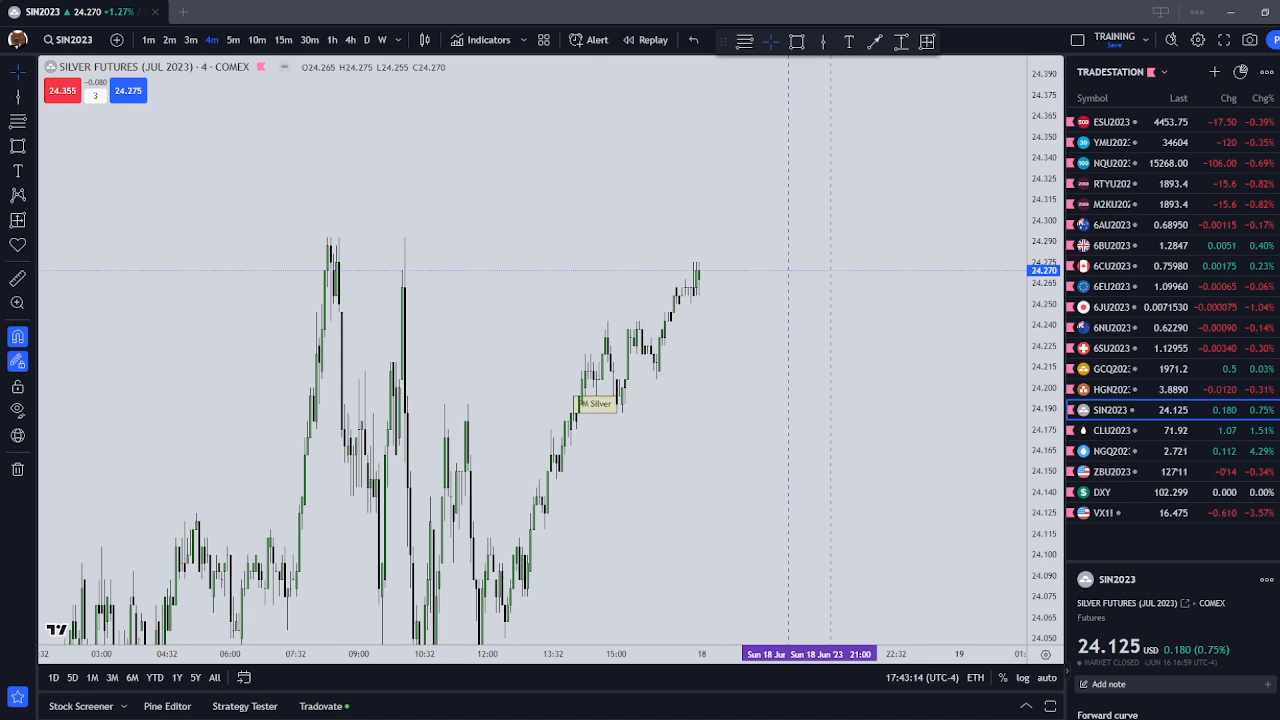 SIN2023 ▲ 24.270 +1.27% /
SIN2023 1m 2m 3m 4m 5m 10m 15m 30m 1h 4h D W Indicators Alert Replay TRAINING
Save
SILVER FUTURES (JUL 2023) · 4 · COMEX O24.265 H24.275 L24.255 C24.270
24.355 -0.080 24.275
3
24.390
24.375
24.365
24.350
24.340
24.325
24.315
24.300
24.290
24.275
24.270
24.265
24.250
24.240
24.225
24.215
24.200
24.190
24.175
24.165
24.150
24.140
24.125
24.115
24.100
24.090
24.075
24.065
24.050
M Silver
:32 03:00 04:32 06:00 07:32 09:00 10:32 12:00 13:32 15:00 18 Sun 18 Jur Sun 18 Jun '23 21:00 22:32 19 01:
1D 5D 1M 3M 6M YTD 1Y 5Y All 17:43:14 (UTC-4) ETH % log auto
Stock Screener Pine Editor Strategy Tester Tradovate
TRADESTATION
Symbol Last Chg Chg%
ESU2023 4453.75 −17.50 −0.39%
YMU202: 34604 −120 −0.35%
NQU202: 15268.00 −106.00 −0.69%
RTYU202 1893.4 −15.6 −0.82%
M2KU202 1893.4 −15.6 −0.82%
6AU2023 0.68950 −0.00115 −0.17%
6BU2023 1.2847 0.0051 0.40%
6CU2023 0.75980 0.00175 0.23%
6EU2023 1.09960 −0.00065 −0.06%
6JU2023 0.0071530 −0.000075 −1.04%
6NU2023 0.62290 −0.00090 −0.14%
6SU2023 1.12955 −0.00340 −0.30%
GCQ202: 1971.2 0.5 0.03%
HGN202: 3.8890 −0.0120 −0.31%
SIN2023 24.125 0.180 0.75%
CLU2023 71.92 1.07 1.51%
NGQ202: 2.721 0.112 4.29%
ZBU2023 127'11 −0'14 −0.34%
DXY 102.299 0.000 0.00%
VX1! 16.475 −0.610 −3.57%
SIN2023
SILVER FUTURES (JUL 2023) • COMEX
Futures
24.125 USD 0.180 (0.75%)
MARKET CLOSED (JUN 16 16:59 UTC-4)
Add note
Forward curve